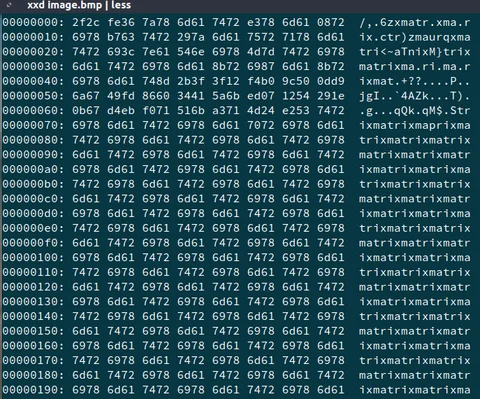 xxd image.bmp | less
00000000: 2f2c fe36 7a78 6d61 7472 e378 6d61 0872 /,.6zxmatr.xma.r
00000010: 6978 b763 7472 297a 6d61 7572 7178 6d61 ix.ctr)zmaurqxma
00000020: 7472 693c 7e61 546e 6978 4d7d 7472 6978 tri<~aTnixM}trix
00000030: 6d61 7472 6978 6d61 8b72 6987 6d61 8b72 matrixma.ri.ma.r
00000040: 6978 6d61 748d 2b3f 3f12 f4b0 9c50 0dd9 ixmat.+??....P..
00000050: 6a67 49fd 8660 3441 5a6b ed07 1254 291e jgI..`4AZk...T).
00000060: 0b67 d4eb f071 516b a371 4d24 e253 7472 .g...qQk.qM$.Str
00000070: 6978 6d61 7472 6978 6d61 7072 6978 6d61 ixmatrixmaprixma
00000080: 7472 6978 6d61 7472 6978 6d61 7472 6978 trixmatrixmatrix
00000090: 6d61 7472 6978 6d61 7472 6978 6d61 7472 matrixmatrixmatr
000000a0: 6978 6d61 7472 6978 6d61 7472 6978 6d61 ixmatrixmatrixma
000000b0: 7472 6978 6d61 7472 6978 6d61 7472 6978 trixmatrixmatrix
000000c0: 6d61 7472 6978 6d61 7472 6978 6d61 7472 matrixmatrixmatr
000000d0: 6978 6d61 7472 6978 6d61 7472 6978 6d61 ixmatrixmatrixma
000000e0: 7472 6978 6d61 7472 6978 6d61 7472 6978 trixmatrixmatrix
000000f0: 6d61 7472 6978 6d61 7472 6978 6d61 7472 matrixmatrixmatr
00000100: 6978 6d61 7472 6978 6d61 7472 6978 6d61 ixmatrixmatrixma
00000110: 7472 6978 6d61 7472 6978 6d61 7472 6978 trixmatrixmatrix
00000120: 6d61 7472 6978 6d61 7472 6978 6d61 7472 matrixmatrixmatr
00000130: 6978 6d61 7472 6978 6d61 7472 6978 6d61 ixmatrixmatrixma
00000140: 7472 6978 6d61 7472 6978 6d61 7472 6978 trixmatrixmatrix
00000150: 6d61 7472 6978 6d61 7472 6978 6d61 7472 matrixmatrixmatr
00000160: 6978 6d61 7472 6978 6d61 7472 6978 6d61 ixmatrixmatrixma
00000170: 7472 6978 6d61 7472 6978 6d61 7472 6978 trixmatrixmatrix
00000180: 6d61 7472 6978 6d61 7472 6978 6d61 7472 matrixmatrixmatr
00000190: 6978 6d61 7472 6978 6d61 7472 6978 6d61 ixmatrixmatrixma